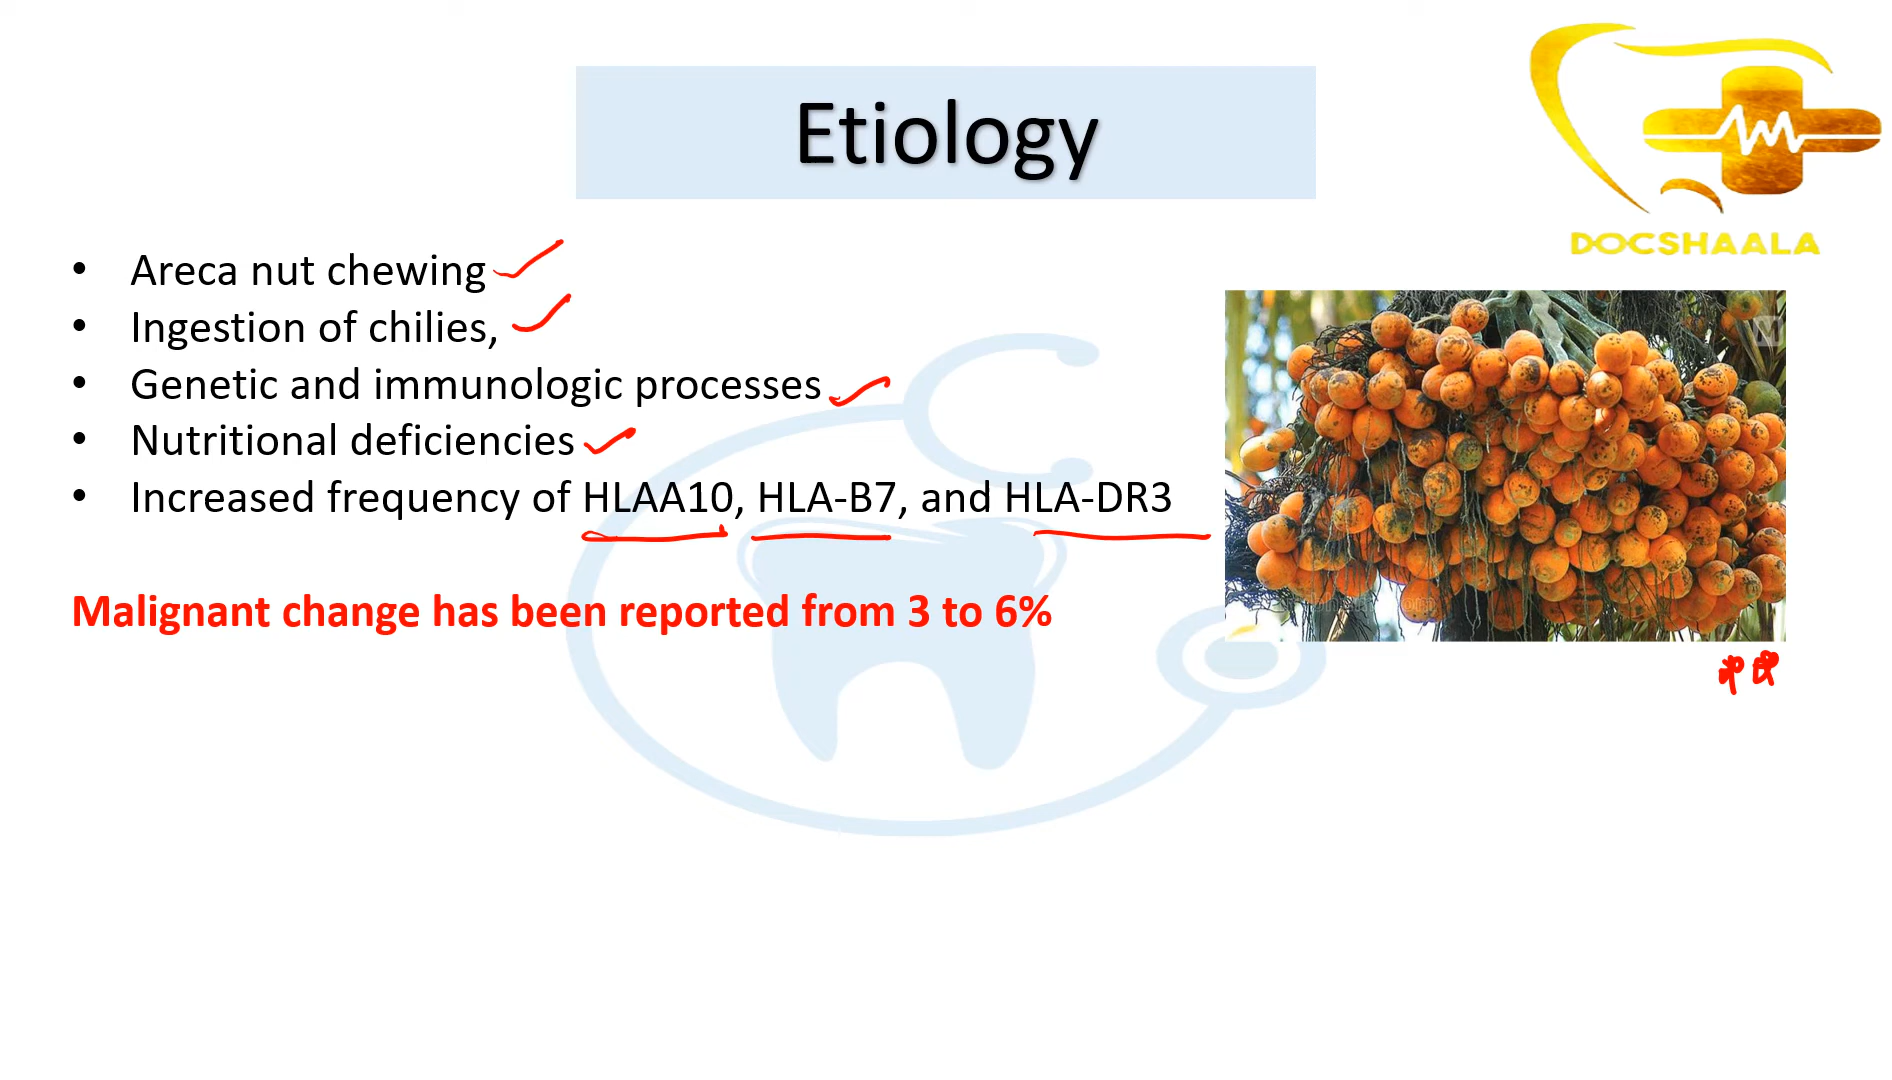 Etiology
DOCSHAALA
• Areca nut chewing
• Ingestion of chilies,
• Genetic and immunologic processes
• Nutritional deficiencies
• Increased frequency of HLAA10, HLA-B7, and HLA-DR3
Malignant change has been reported from 3 to 6%